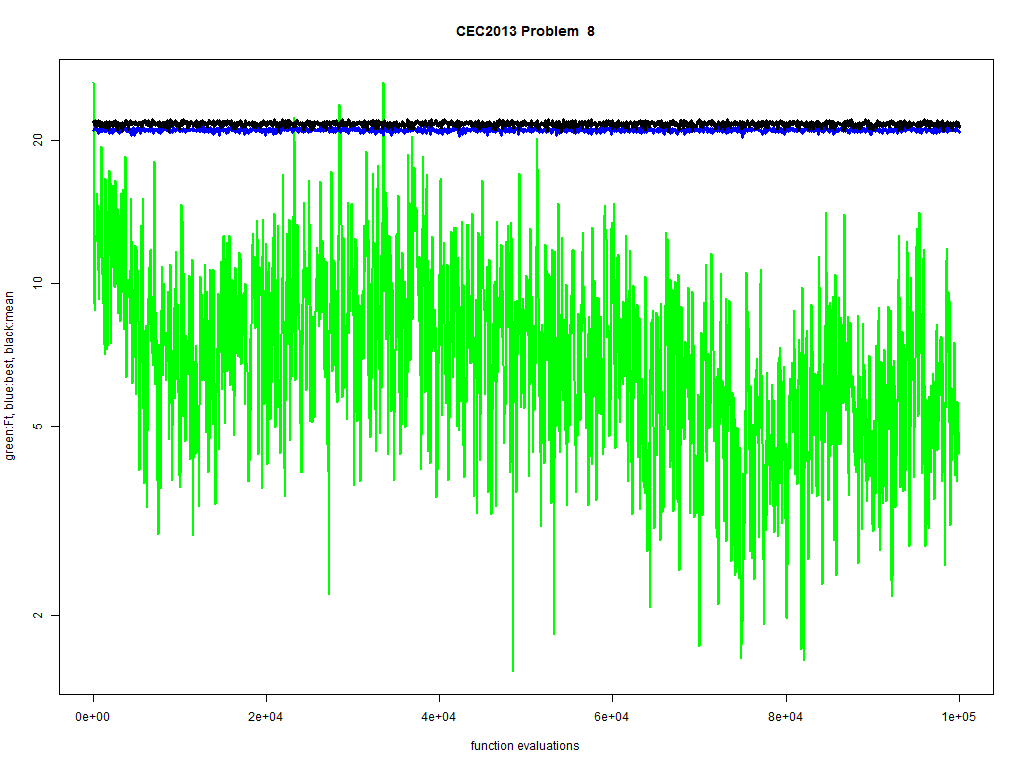 CEC2013 Problem  8
green:Ft, blue:best, black:mean
20
10
5
2
0e+00 2e+04 4e+04 6e+04 8e+04 1e+05
function evaluations